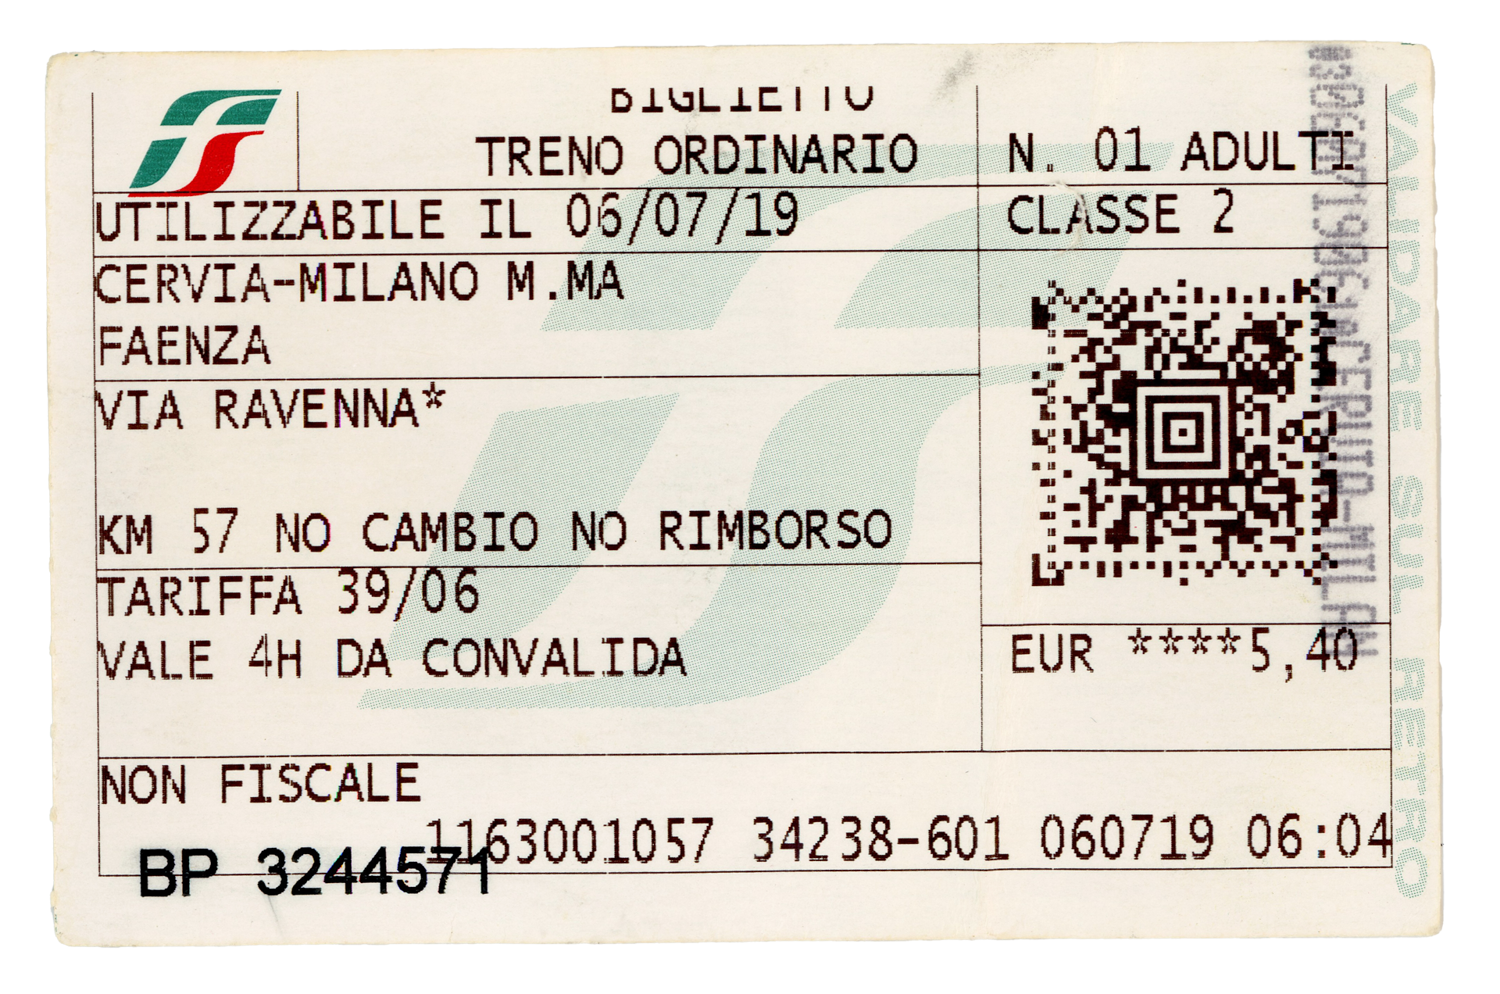 BIGLIETTO
TRENO ORDINARIO
N. 01 ADULTI
UTILIZZABILE IL 06/07/19
CLASSE 2
CERVIA-MILANO M.MA
FAENZA
VIA RAVENNA*
KM 57 NO CAMBIO NO RIMBORSO
TARIFFA 39/06
VALE 4H DA CONVALIDA
EUR ****5,40
NON FISCALE
1163001057 34238-601 060719 06:04
BP 3244571
VALIDARE SUL RETRO